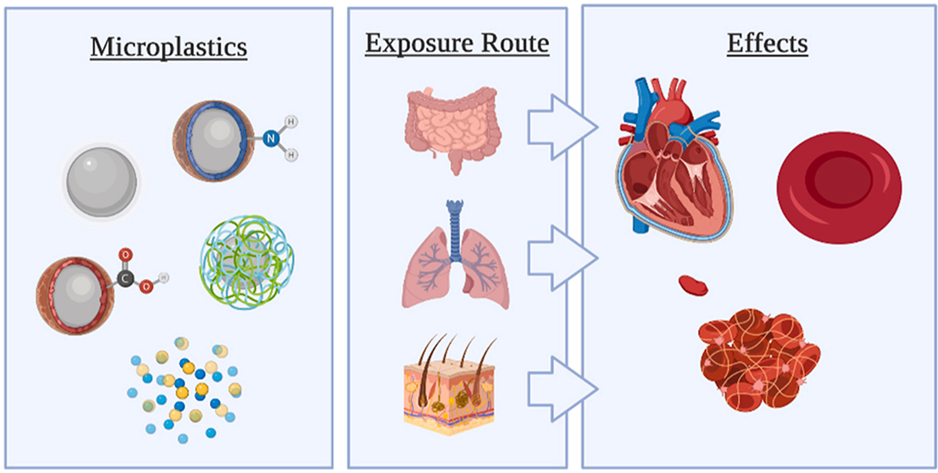 Microplastics
Exposure Route
Effects
N
H
H
O
C
O
H